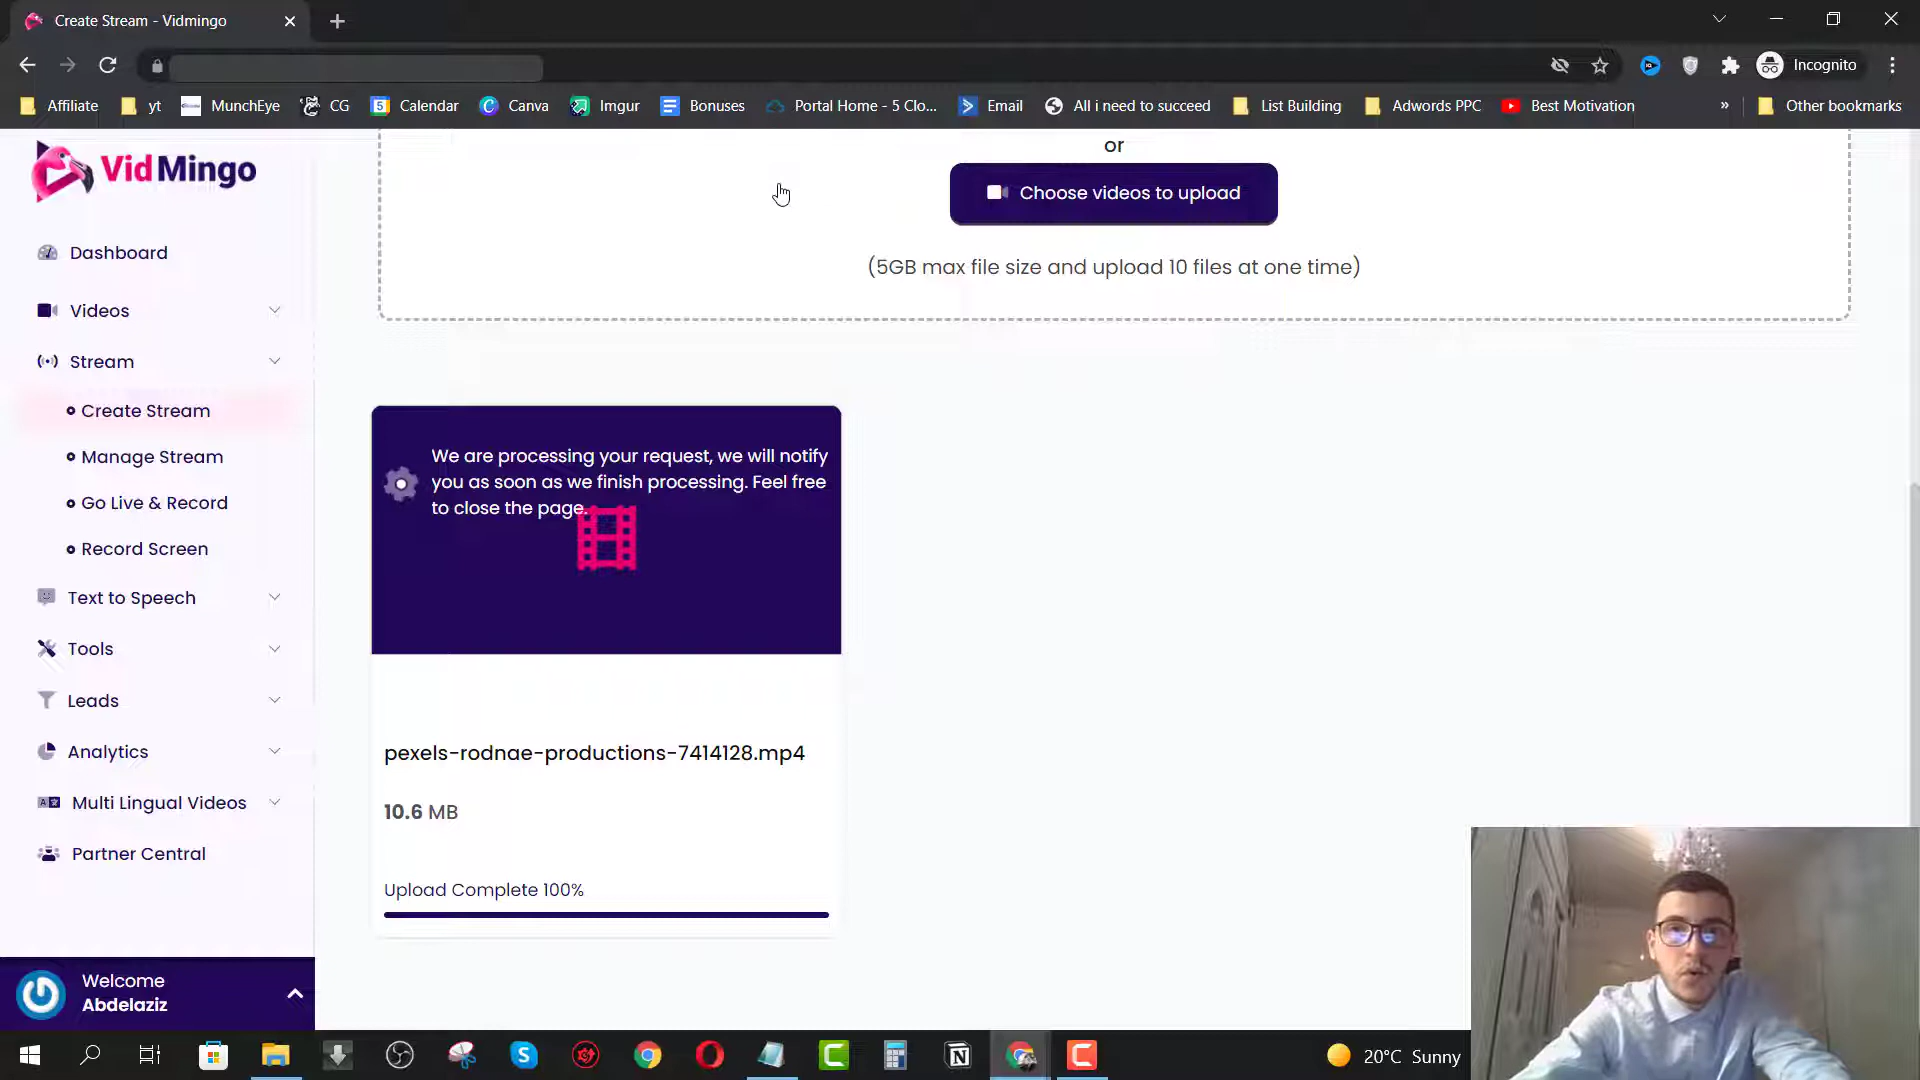 Create Stream - Vidmingo
Incognito
Affiliate yt MunchEye CG Calendar Canva Imgur Bonuses Portal Home - 5 Clo... Email All i need to succeed List Building Adwords PPC Best Motivation » Other bookmarks
VidMingo
or
Choose videos to upload
(5GB max file size and upload 10 files at one time)
Dashboard
Videos
Stream
Create Stream
Manage Stream
Go Live & Record
Record Screen
Text to Speech
Tools
Leads
Analytics
Multi Lingual Videos
Partner Central
We are processing your request, we will notify
you as soon as we finish processing. Feel free
to close the page.
pexels-rodnae-productions-7414128.mp4
10.6 MB
Upload Complete 100%
Welcome
Abdelaziz
20°C Sunny